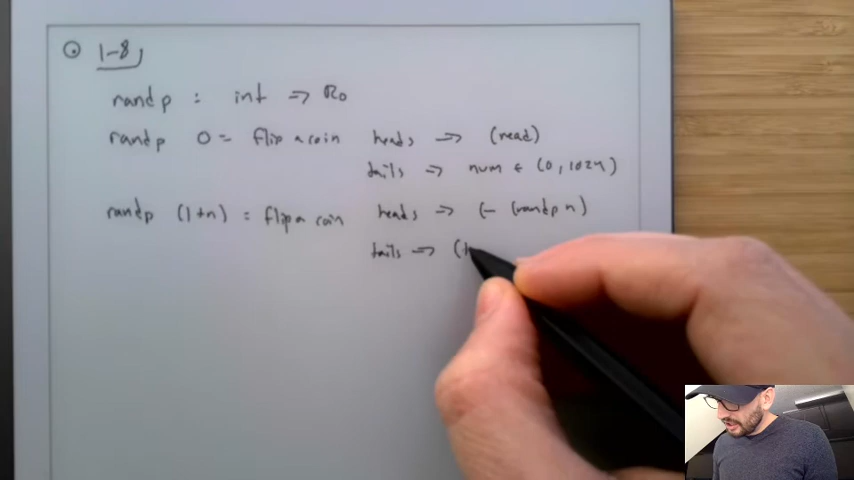 ⊙ 1-8,
randp : int => R0
randp 0 = flip a coin heads => (read)
tails => num ∈ (0, 1024)
randp (1+n) = flip a coin heads => (- (randp n)
tails => (+